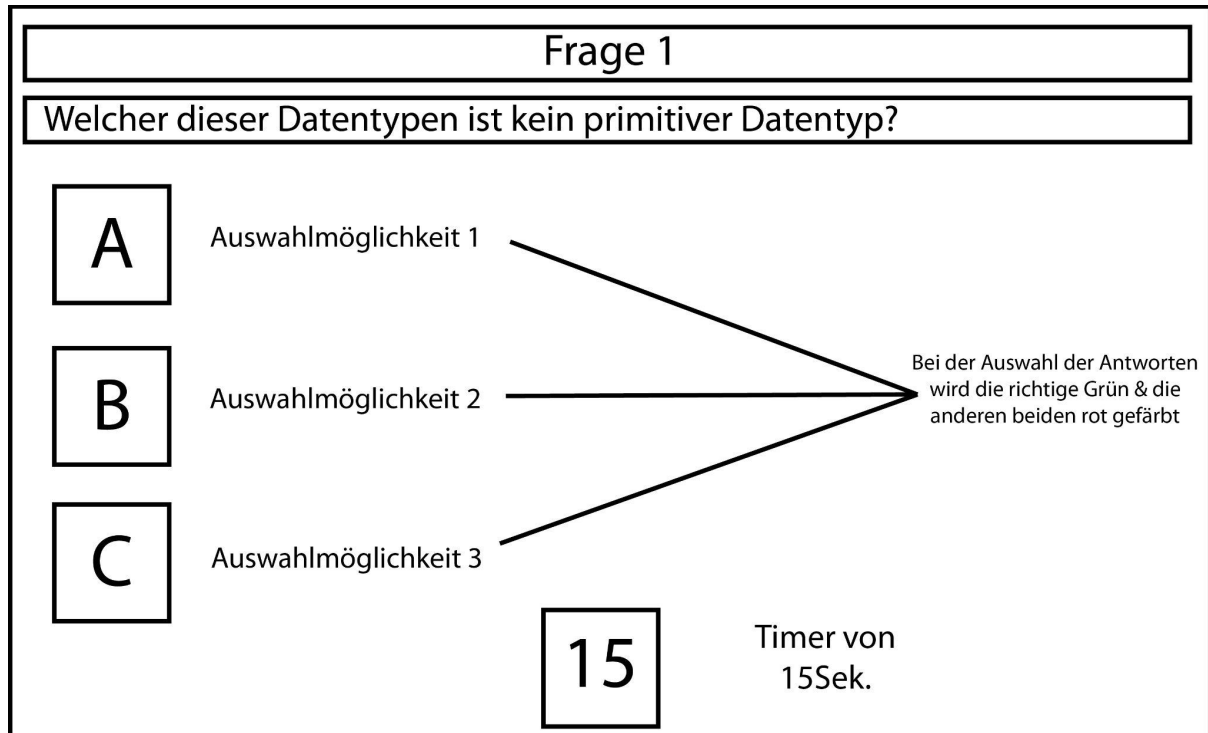 Frage 1
Welcher dieser Datentypen ist kein primitiver Datentyp?
A
Auswahlmöglichkeit 1
B
Auswahlmöglichkeit 2
Bei der Auswahl der Antworten
wird die richtige Grün & die
anderen beiden rot gefärbt
C
Auswahlmöglichkeit 3
15
Timer von
15Sek.